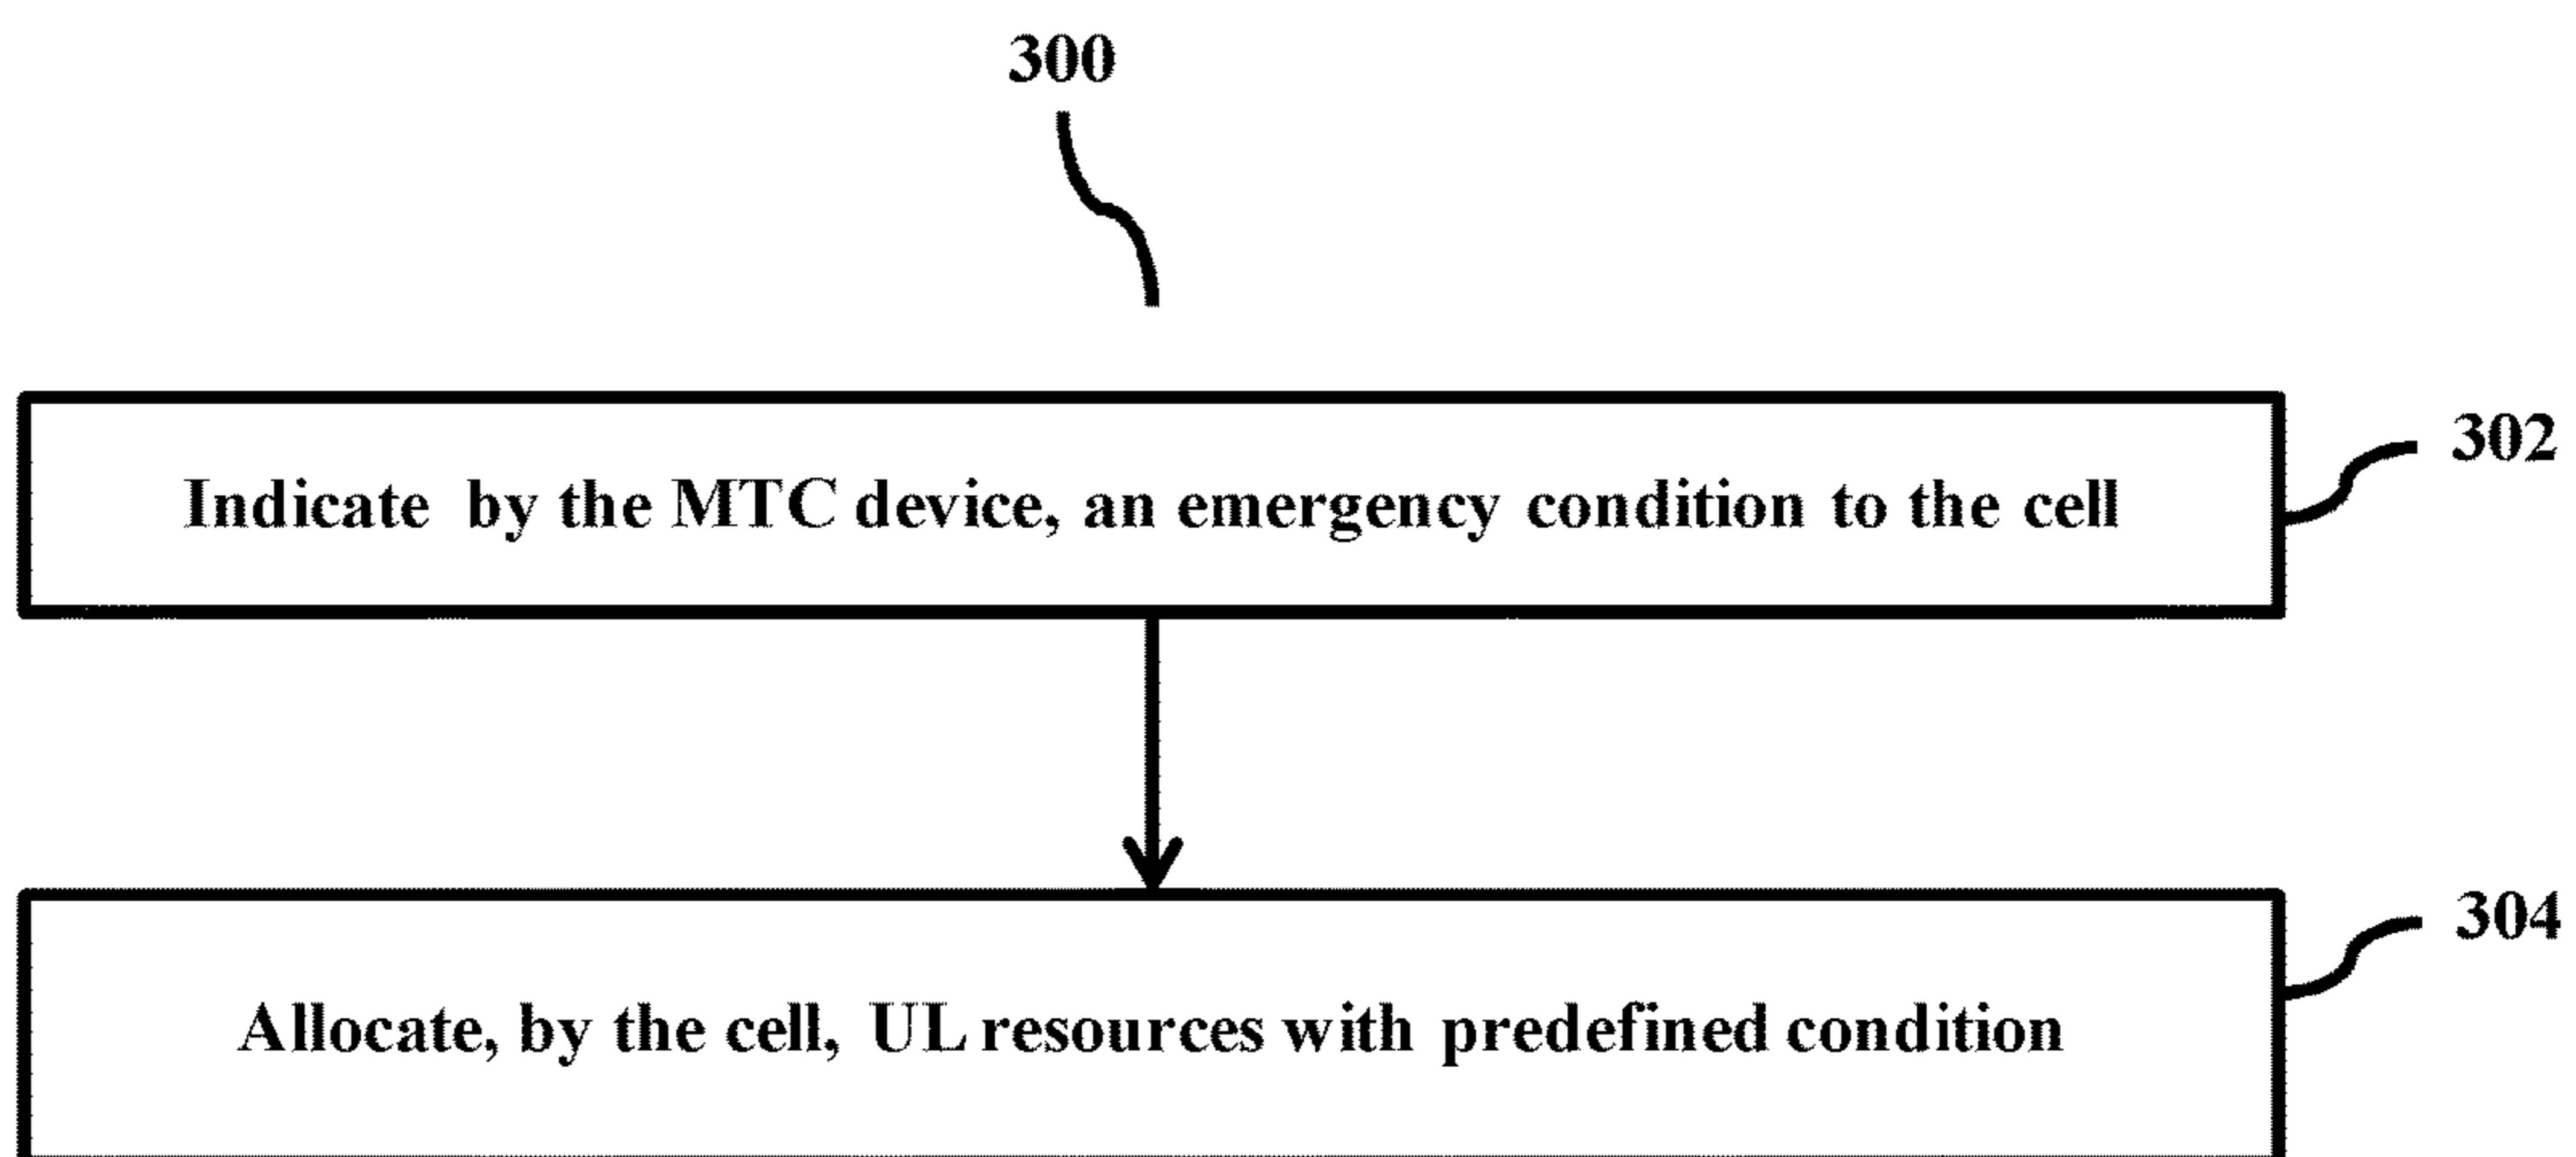 300
Indicate by the MTC device, an emergency condition to the cell
302
Allocate, by the cell, UL resources with predefined condition
304